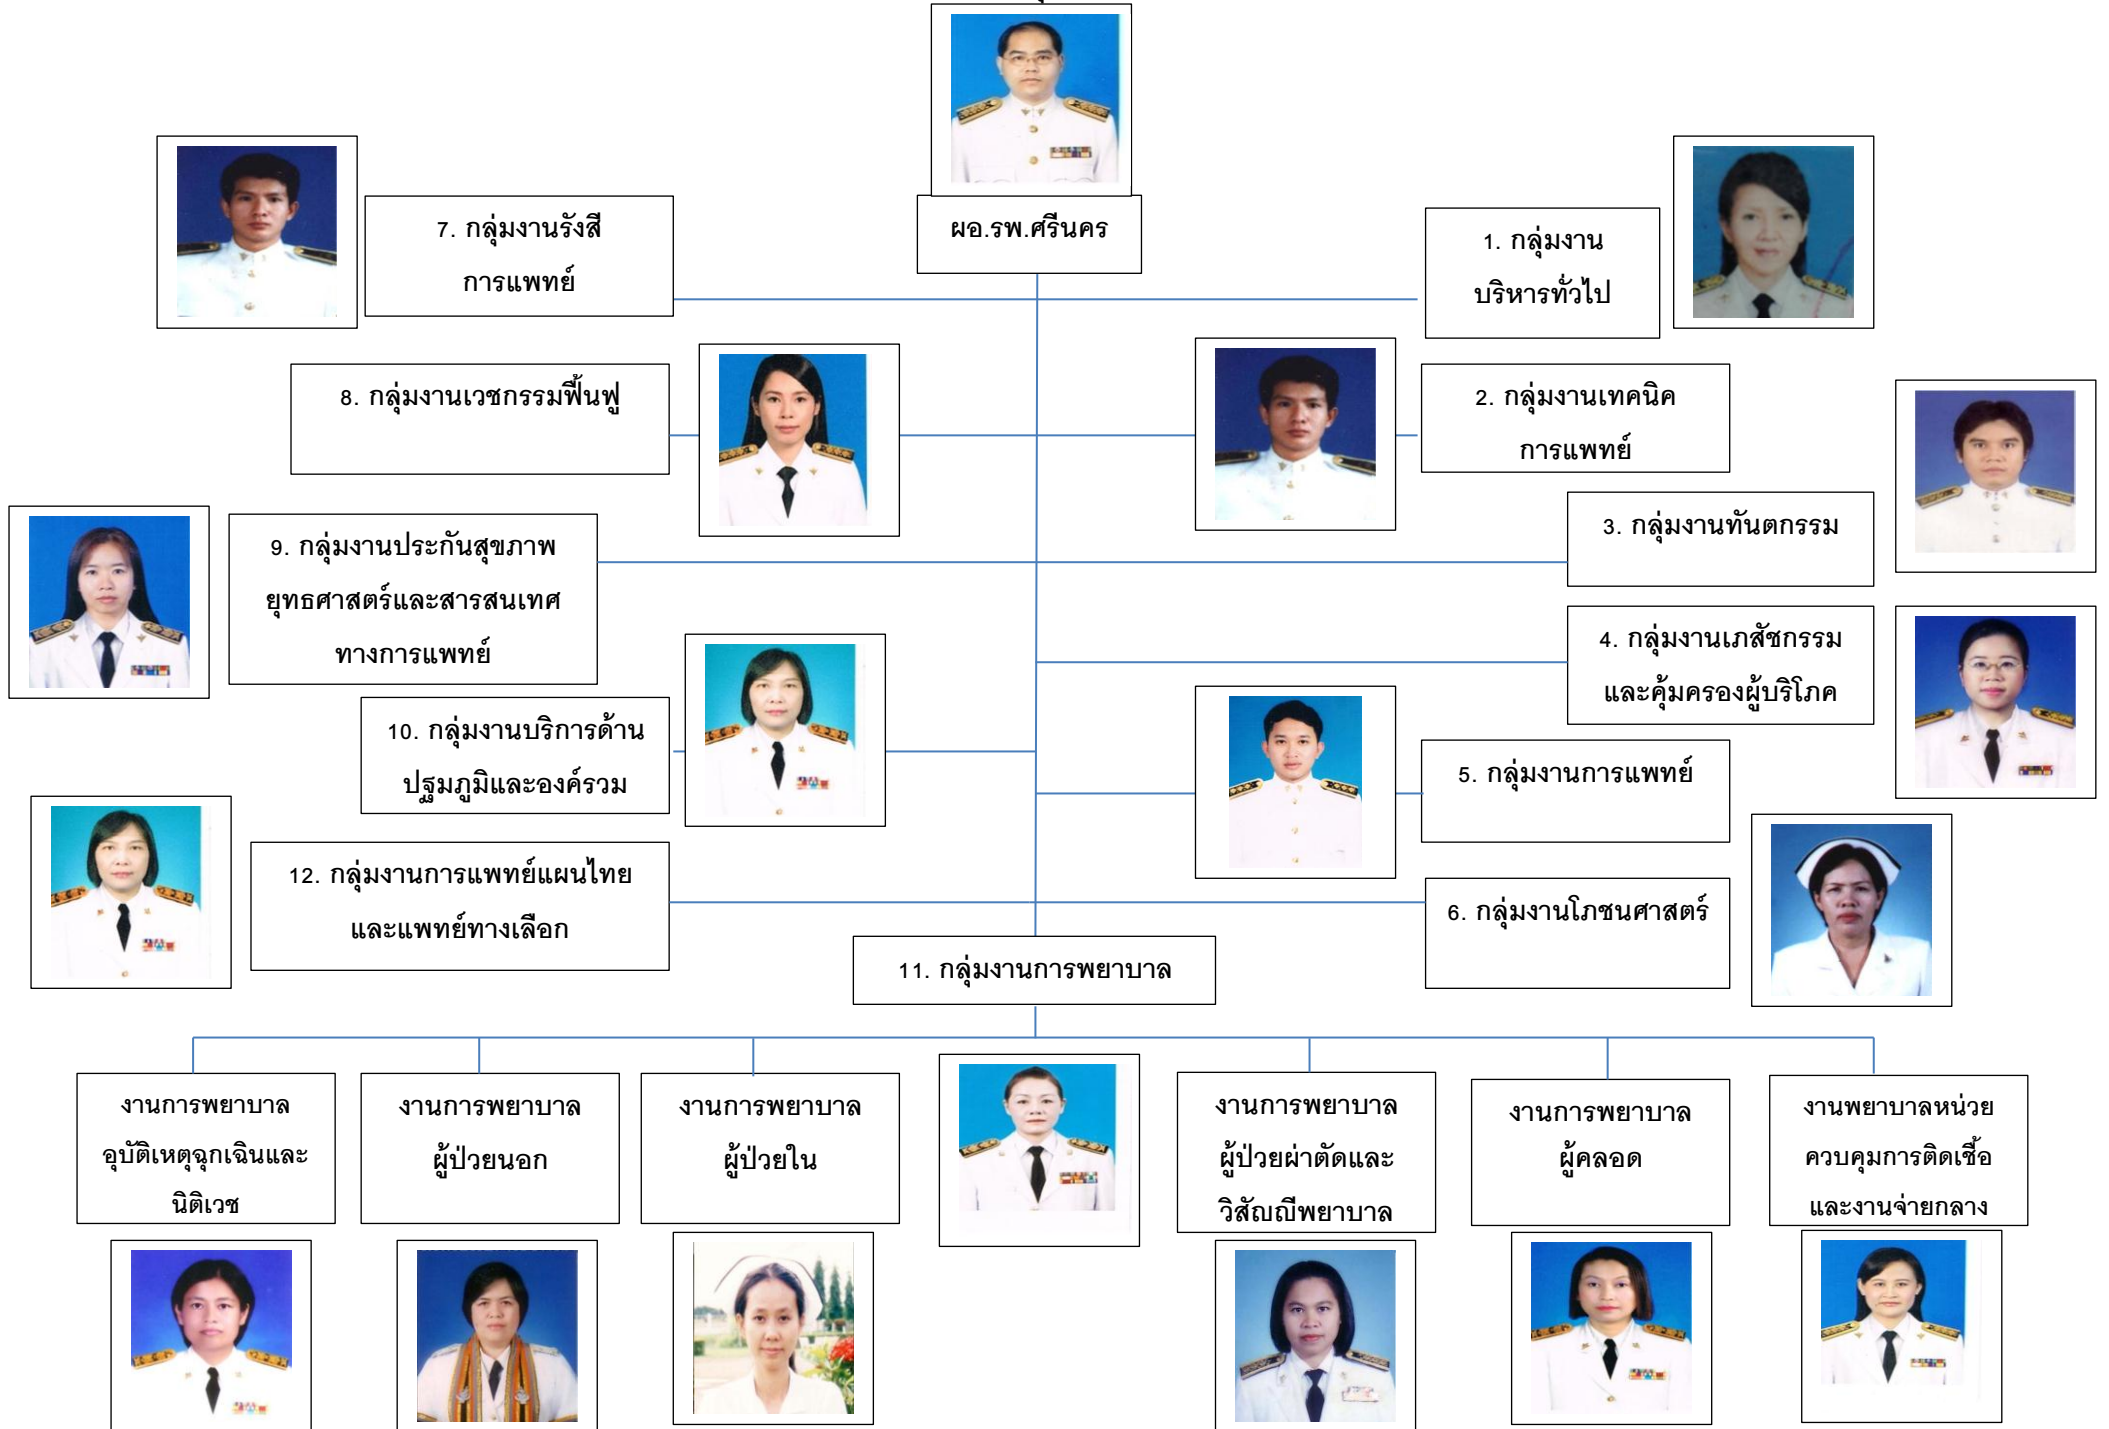 ผอ.รพ.ศรีนคร
7. กลุ่มงานรังสี
การแพทย์
1. กลุ่มงาน
บริหารทั่วไป
8. กลุ่มงานเวชกรรมฟื้นฟู
2. กลุ่มงานเทคนิค
การแพทย์
9. กลุ่มงานประกันสุขภาพ
ยุทธศาสตร์และสารสนเทศ
ทางการแพทย์
3. กลุ่มงานทันตกรรม
4. กลุ่มงานเภสัชกรรม
และคุ้มครองผู้บริโภค
10. กลุ่มงานบริการด้าน
ปฐมภูมิและองค์รวม
5. กลุ่มงานการแพทย์
12. กลุ่มงานการแพทย์แผนไทย
และแพทย์ทางเลือก
6. กลุ่มงานโภชนศาสตร์
11. กลุ่มงานการพยาบาล
งานการพยาบาล
อุบัติเหตุฉุกเฉินและ
นิติเวช
งานการพยาบาล
ผู้ป่วยนอก
งานการพยาบาล
ผู้ป่วยใน
งานการพยาบาล
ผู้ป่วยผ่าตัดและ
วิสัญญีพยาบาล
งานการพยาบาล
ผู้คลอด
งานพยาบาลหน่วย
ควบคุมการติดเชื้อ
และงานจ่ายกลาง